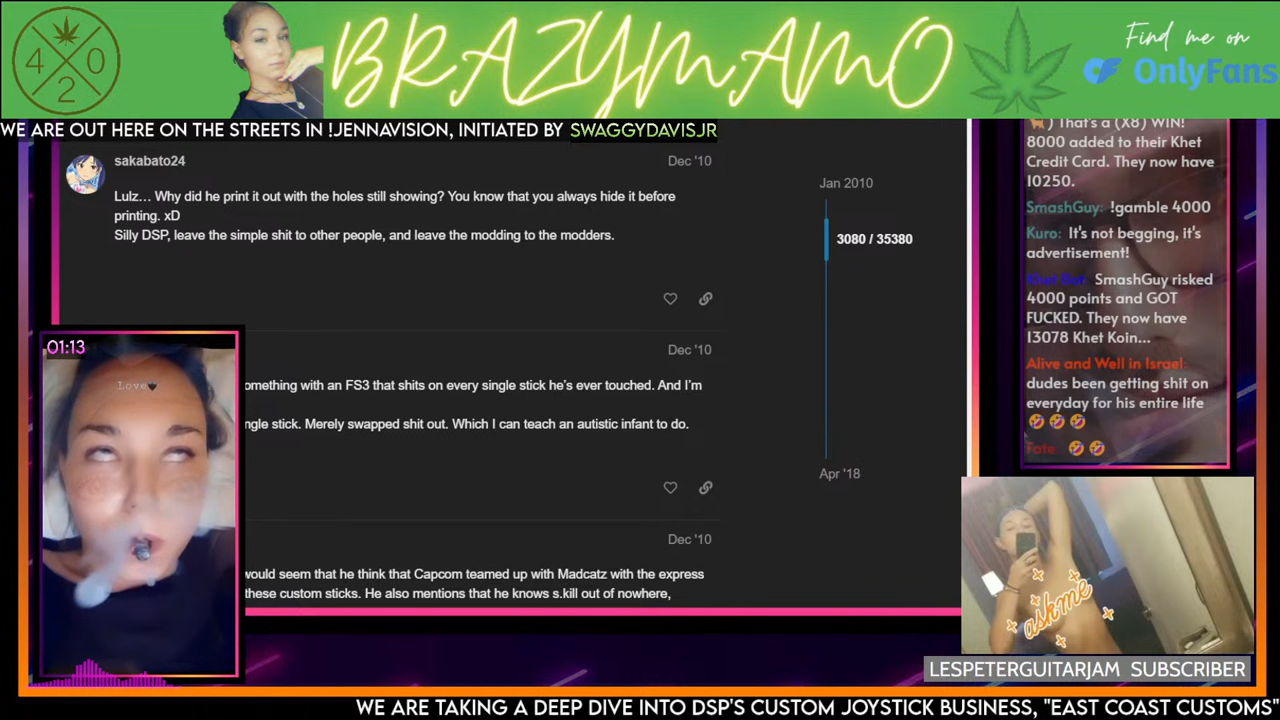 420
BRAZYMAMO
Find me on
OnlyFans
WE ARE OUT HERE ON THE STREETS IN !JENNAVISION, INITIATED BY SWAGGYDAVISJR
sakabato24
Dec '10
Lulz… Why did he print it out with the holes still showing? You know that you always hide it before
printing. xD
Silly DSP, leave the simple shit to other people, and leave the modding to the modders.
Dec '10
omething with an FS3 that shits on every single stick he's ever touched. And I'm
ngle stick. Merely swapped shit out. Which I can teach an autistic infant to do.
Dec '10
would seem that he think that Capcom teamed up with Madcatz with the express
these custom sticks. He also mentions that he knows s.kill out of nowhere,
Jan 2010
3080 / 35380
Apr '18
) That's a (X8) WIN!
8000 added to their Khet
Credit Card. They now have
10250.
SmashGuy: !gamble 4000
Kuro: It's not begging, it's
advertisement!
Khet Bot: SmashGuy risked
4000 points and GOT
FUCKED. They now have
13078 Khet Koin...
Alive and Well in Israel:
dudes been getting shit on
everyday for his entire life
🤣 🤣 🤣
Fate: 🤣 🤣
01:13
Love🖤
ask me
LESPETERGUITARJAM SUBSCRIBER
WE ARE TAKING A DEEP DIVE INTO DSP'S CUSTOM JOYSTICK BUSINESS, "EAST COAST CUSTOMS"